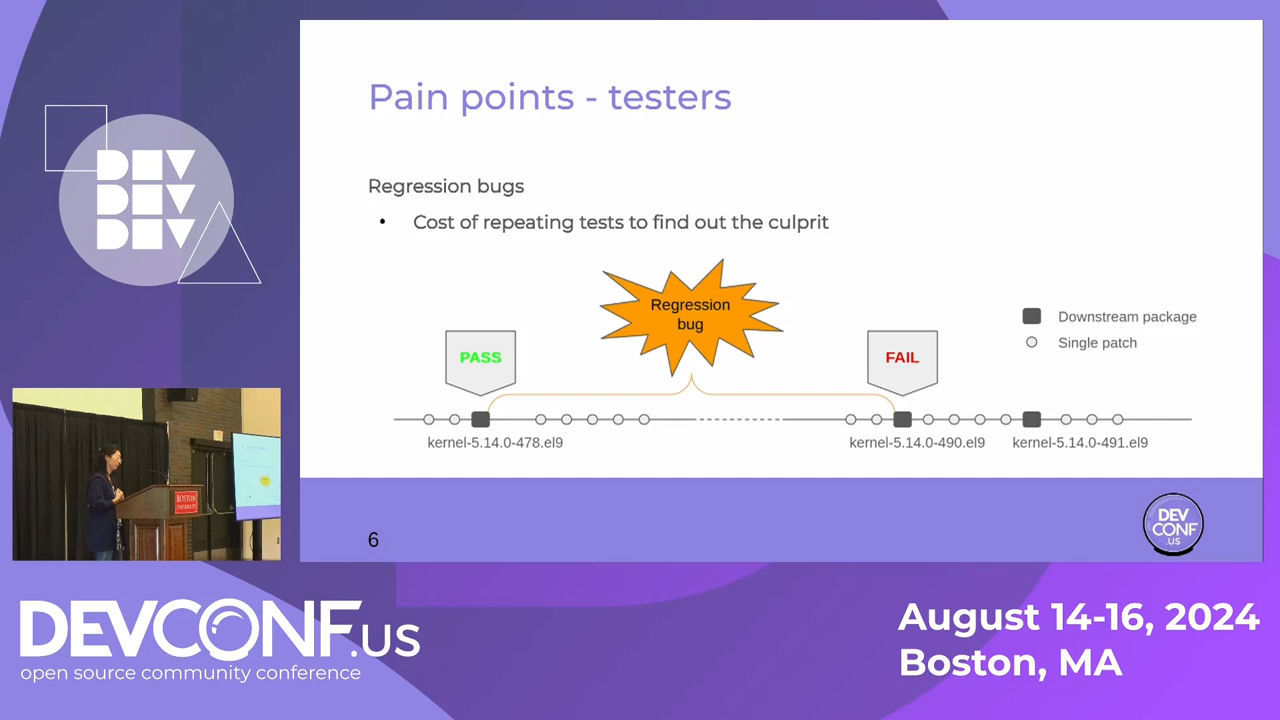 DEV
DEV
DEV
Pain points - testers
Regression bugs
• Cost of repeating tests to find out the culprit
Regression
bug
PASS
FAIL
Downstream package
Single patch
kernel-5.14.0-478.el9
kernel-5.14.0-490.el9
kernel-5.14.0-491.el9
6
DEV
CONF
.US
BOSTON
UNIVERSITY
DEVCONF.US
open source community conference
August 14-16, 2024
Boston, MA